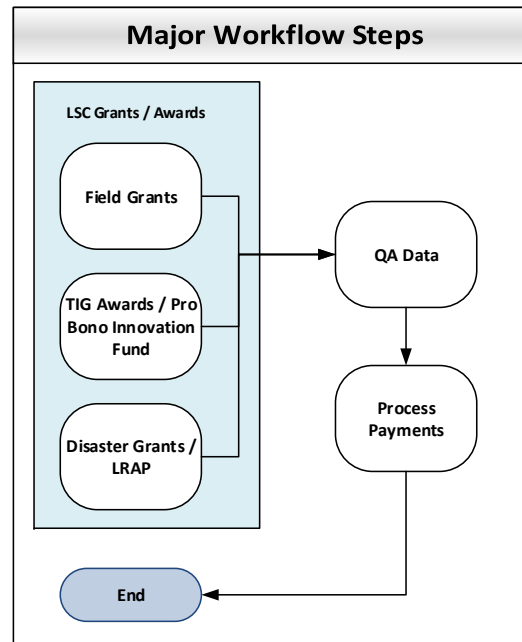 Major Workflow Steps
LSC Grants / Awards
Field Grants
TIG Awards / Pro
Bono Innovation
Fund
Disaster Grants /
LRAP
QA Data
Process
Payments
End